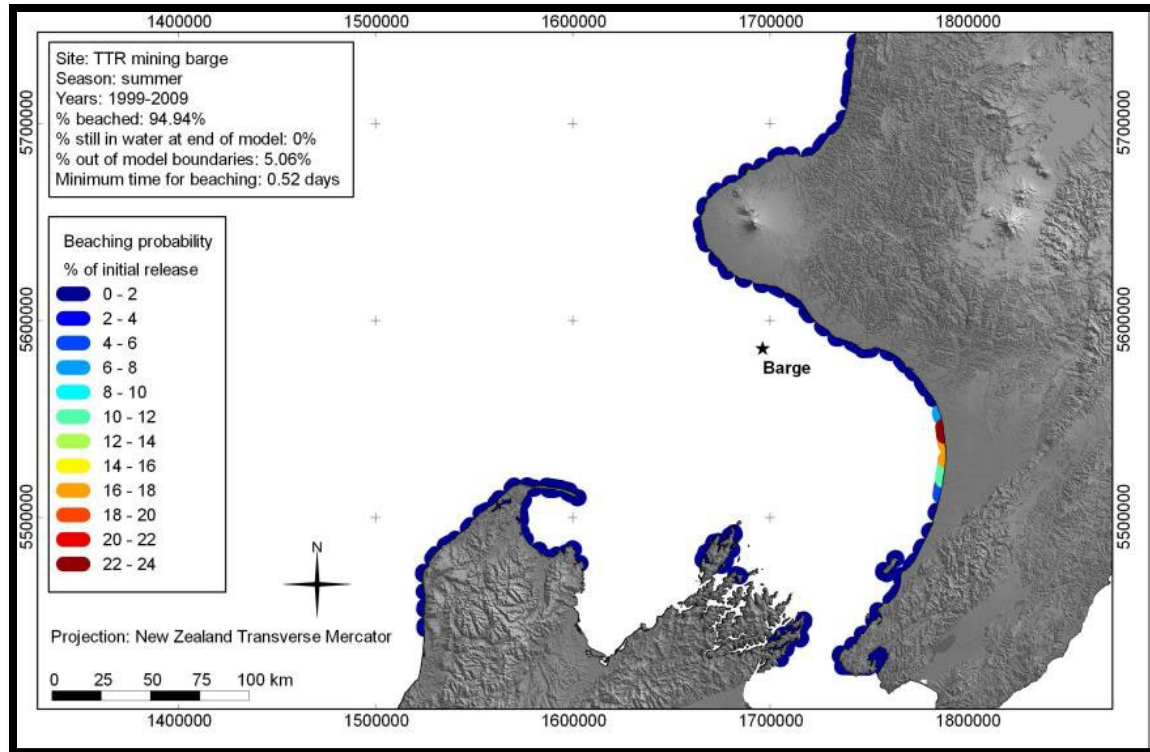 1400000 1500000 1600000 1700000 1800000
Site: TTR mining barge
Season: summer
Years: 1999-2009
% beached: 94.94%
% still in water at end of model: 0%
% out of model boundaries: 5.06%
Minimum time for beaching: 0.52 days
5700000 5700000
Beaching probability
% of initial release
0 - 2
2 - 4
4 - 6
6 - 8
8 - 10
10 - 12
12 - 14
14 - 16
16 - 18
18 - 20
20 - 22
22 - 24
5600000 5600000
Barge
5500000 5500000
N
Projection: New Zealand Transverse Mercator
0 25 50 75 100 km
1400000 1500000 1600000 1700000 1800000